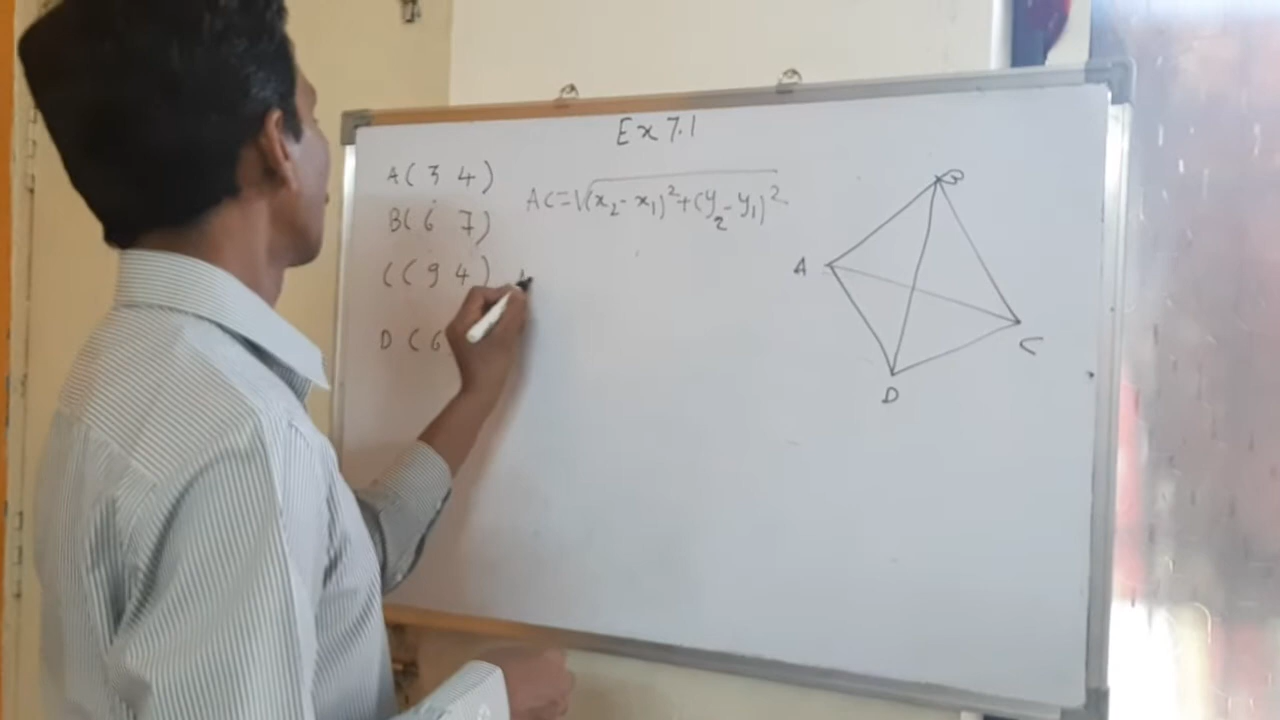 Ex 7.1
A ( 3 4 )
B ( 6 7 )
C ( 9 4 )
D ( 6
AC = √(x₂ - x₁)² + (y₂ - y₁)²
A
B
A
C
D